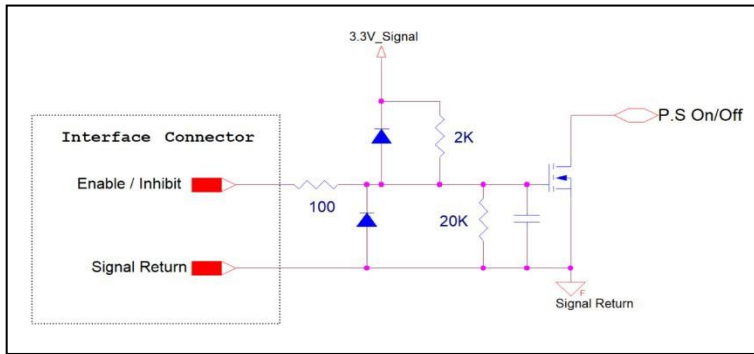 3.3V_Signal
P.S On/Off
Interface Connector
2K
Enable / Inhibit
100
20K
Signal Return
F
Signal Return